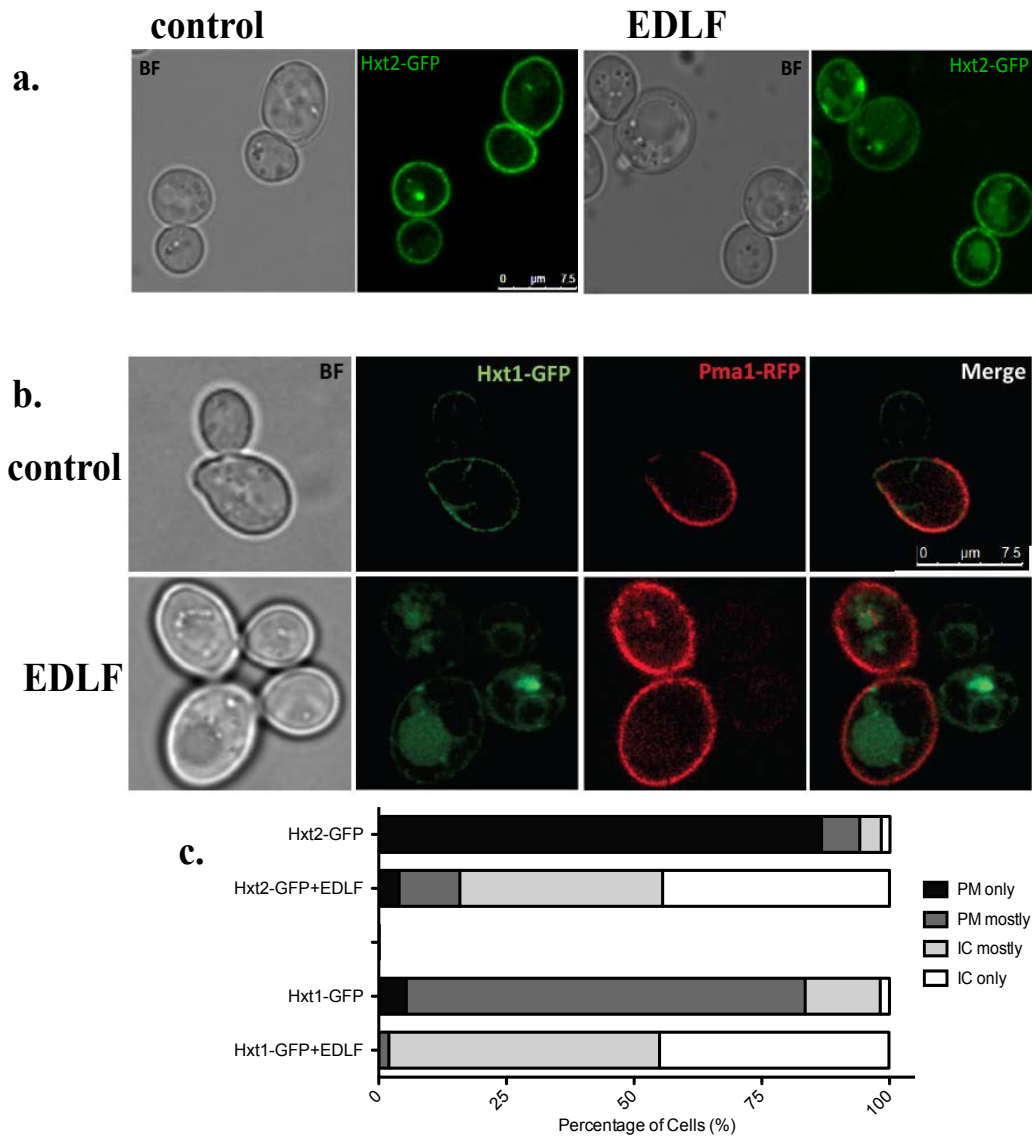 control EDLF
a.
BF Hxt2-GFP BF Hxt2-GFP
0 µm 7.5
b.
BF Hxt1-GFP Pma1-RFP Merge
control
0 µm 7.5
EDLF
c.
Hxt2-GFP
Hxt2-GFP+EDLF
Hxt1-GFP
Hxt1-GFP+EDLF
PM only
PM mostly
IC mostly
IC only
0 25 50 75 100
Percentage of Cells (%)